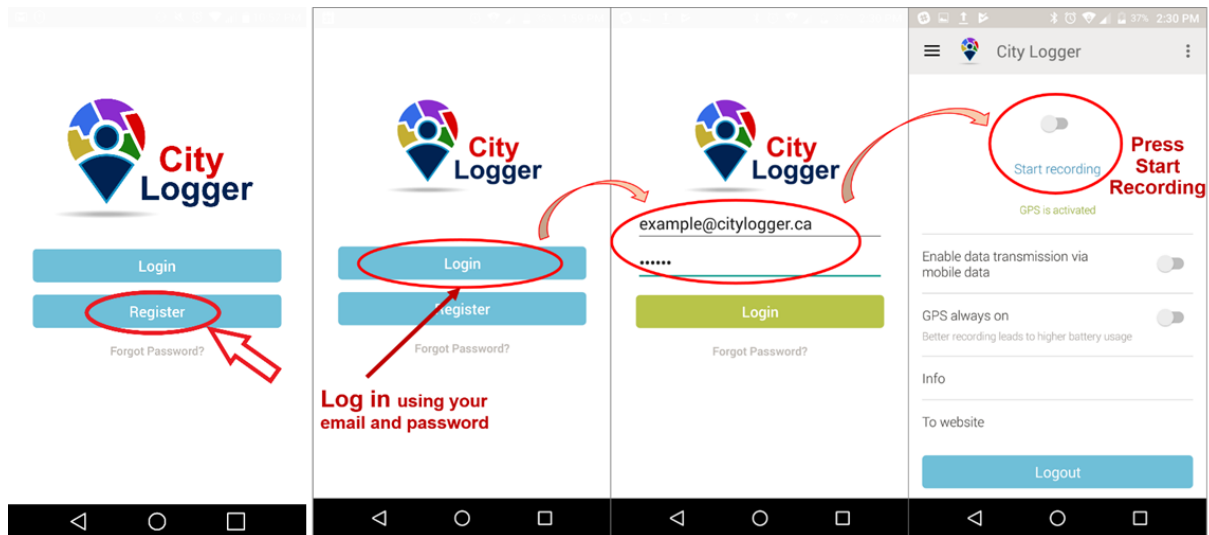 City
Logger
Login
Register
Forgot Password?
City
Logger
Login
Register
Forgot Password?
Log in using your
email and password
City
Logger
example@citylogger.ca
••••••
Login
Forgot Password?
37% 2:30 PM
City Logger
Start recording
Press
Start
Recording
GPS is activated
Enable data transmission via
mobile data
GPS always on
Better recording leads to higher battery usage
Info
To website
Logout